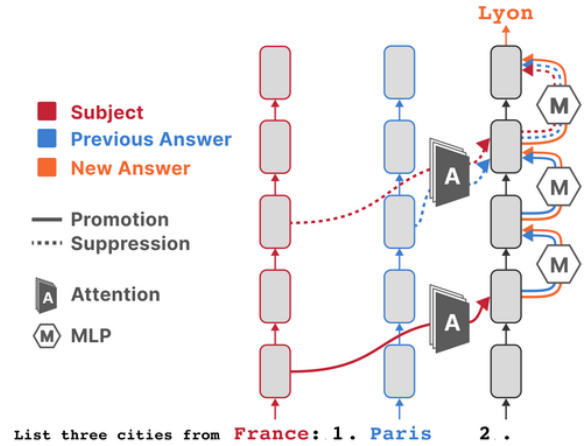 Lyon
M
Subject
Previous Answer
New Answer
A
M
Promotion
Suppression
M
A Attention
A
M MLP
List three cities from France: 1. Paris 2.